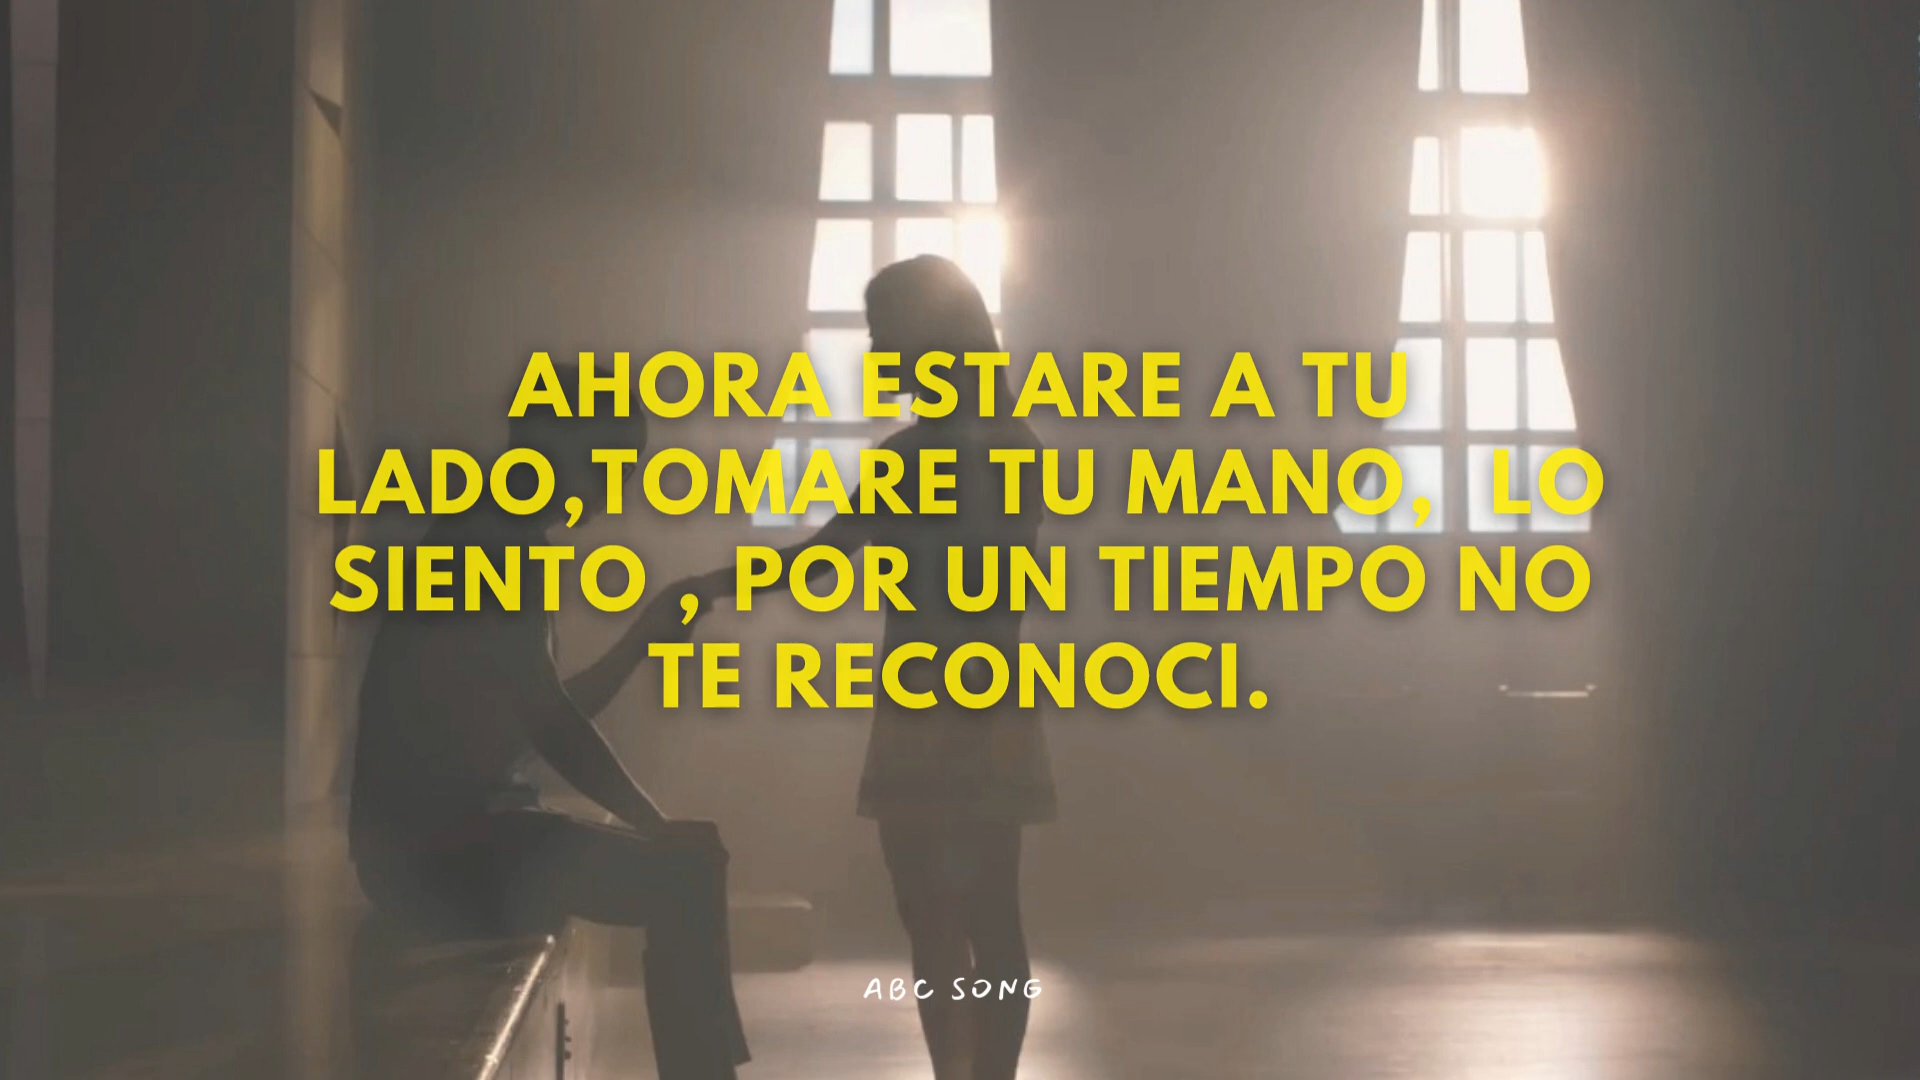 AHORA ESTARE A TU
LADO,TOMARE TU MANO, LO
SIENTO , POR UN TIEMPO NO
TE RECONOCI.
ABC SONG